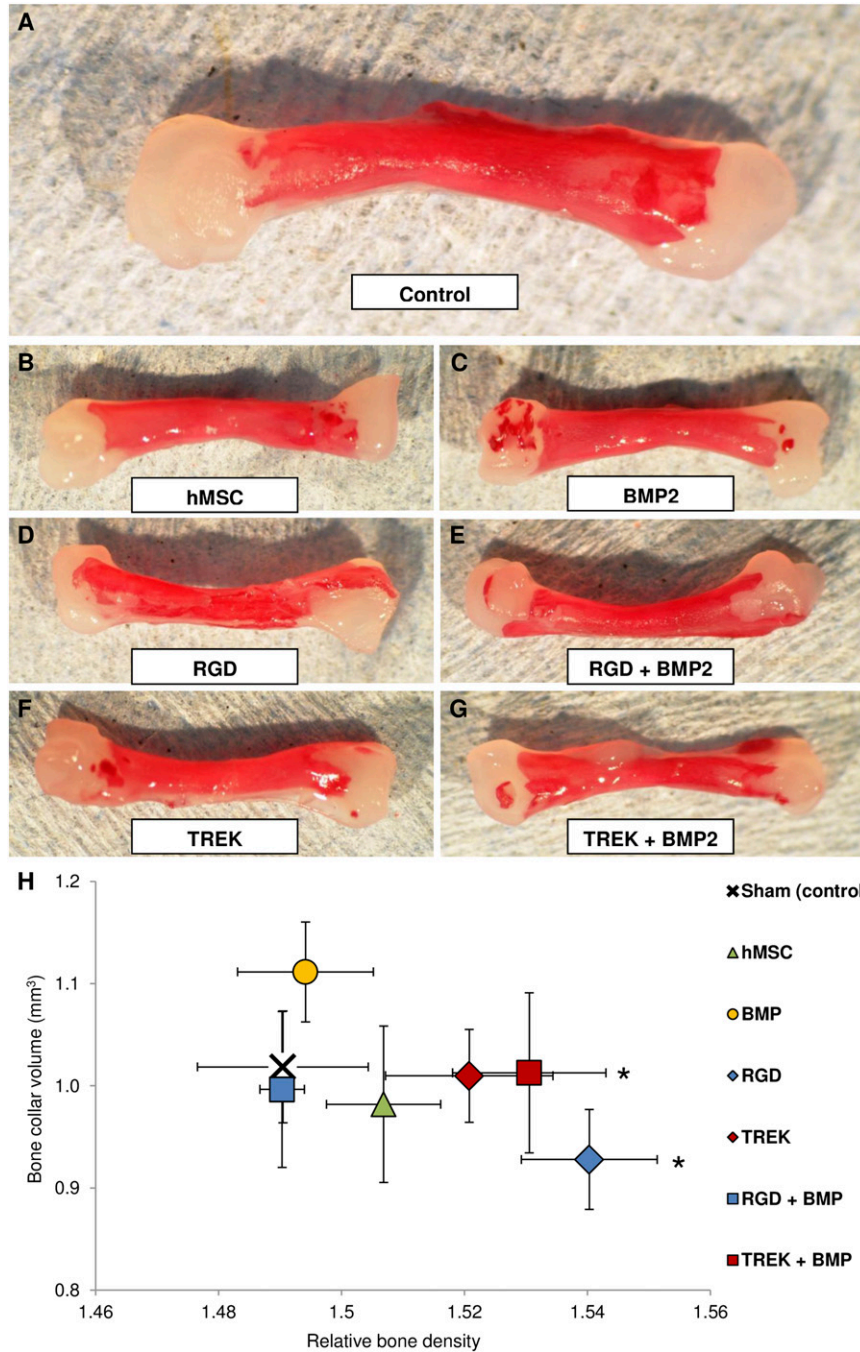 A
Control
B
hMSC
C
BMP2
D
RGD
E
RGD + BMP2
F
TREK
G
TREK + BMP2
H
1.2
1.1
1.0
0.9
0.8
Bone collar volume (mm³)
1.46
1.48
1.5
1.52
1.54
1.56
Relative bone density
*
*
Sham (control
hMSC
BMP
RGD
TREK
RGD + BMP
TREK + BMP